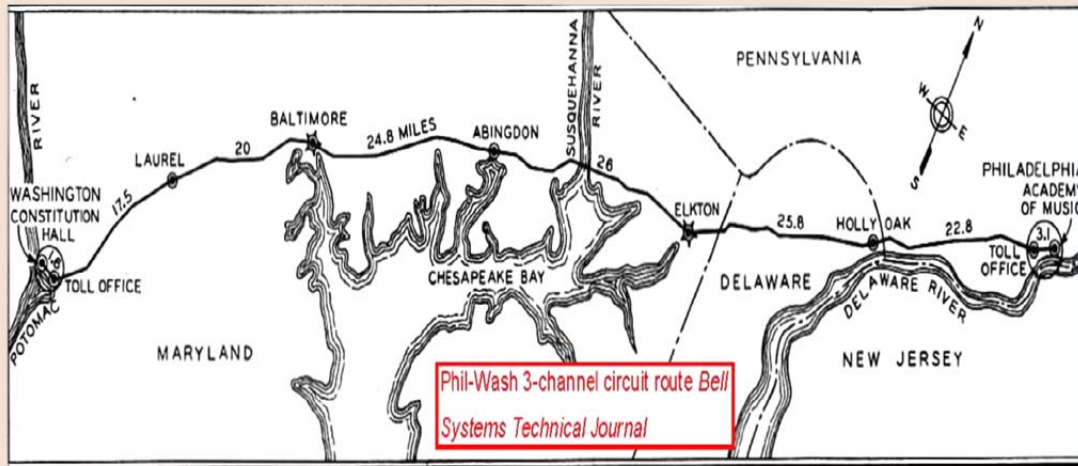 POTOMAC
RIVER
WASHINGTON
CONSTITUTION
HALL
1.6
TOLL OFFICE
17.5
LAUREL
20
BALTIMORE
24.8 MILES
ABINGDON
SUSQUEHANNA
RIVER
26
ELKTON
25.8
HOLLY OAK
22.8
TOLL
OFFICE
3.1
PHILADELPHIA
ACADEMY
OF MUSIC
PENNSYLVANIA
N
W
E
S
CHESAPEAKE BAY
MARYLAND
DELAWARE
DELAWARE RIVER
NEW JERSEY
Phil-Wash 3-channel circuit route Bell
Systems Technical Journal